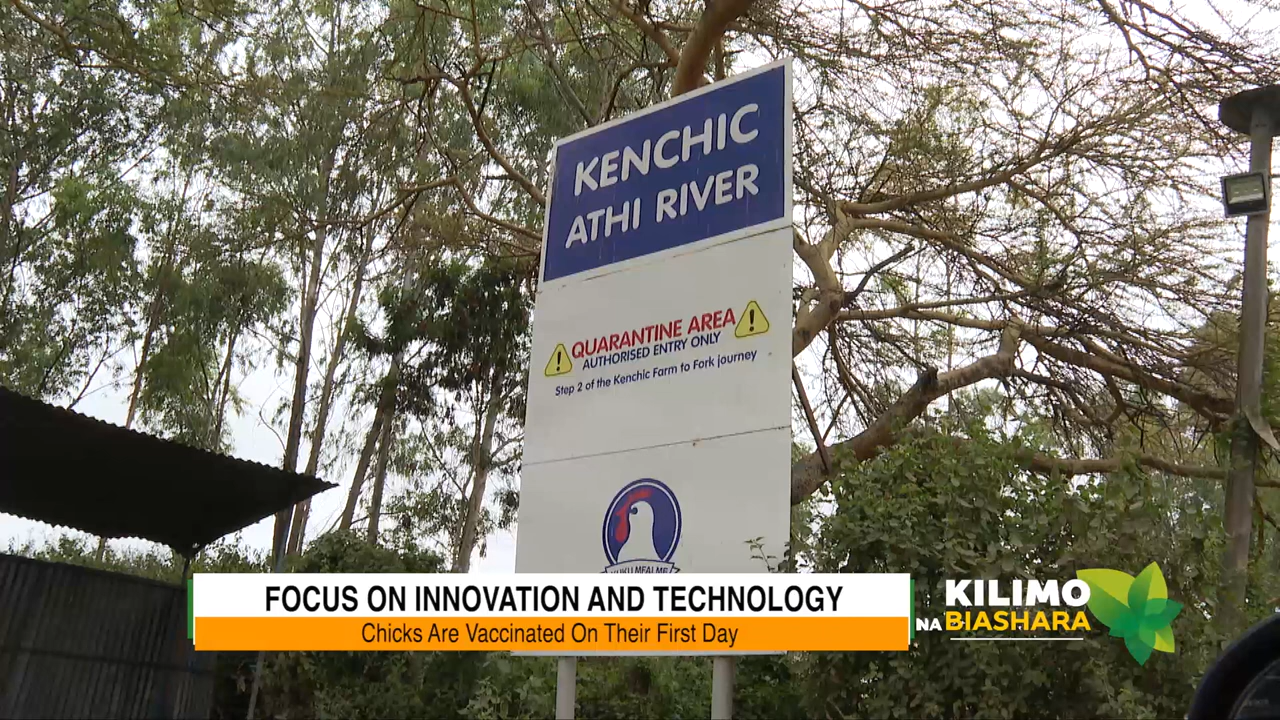 KENCHIC
ATHI RIVER
QUARANTINE AREA
AUTHORISED ENTRY ONLY
Step 2 of the Kenchic Farm to Fork journey
FOCUS ON INNOVATION AND TECHNOLOGY
Chicks Are Vaccinated On Their First Day
KILIMO
NA BIASHARA